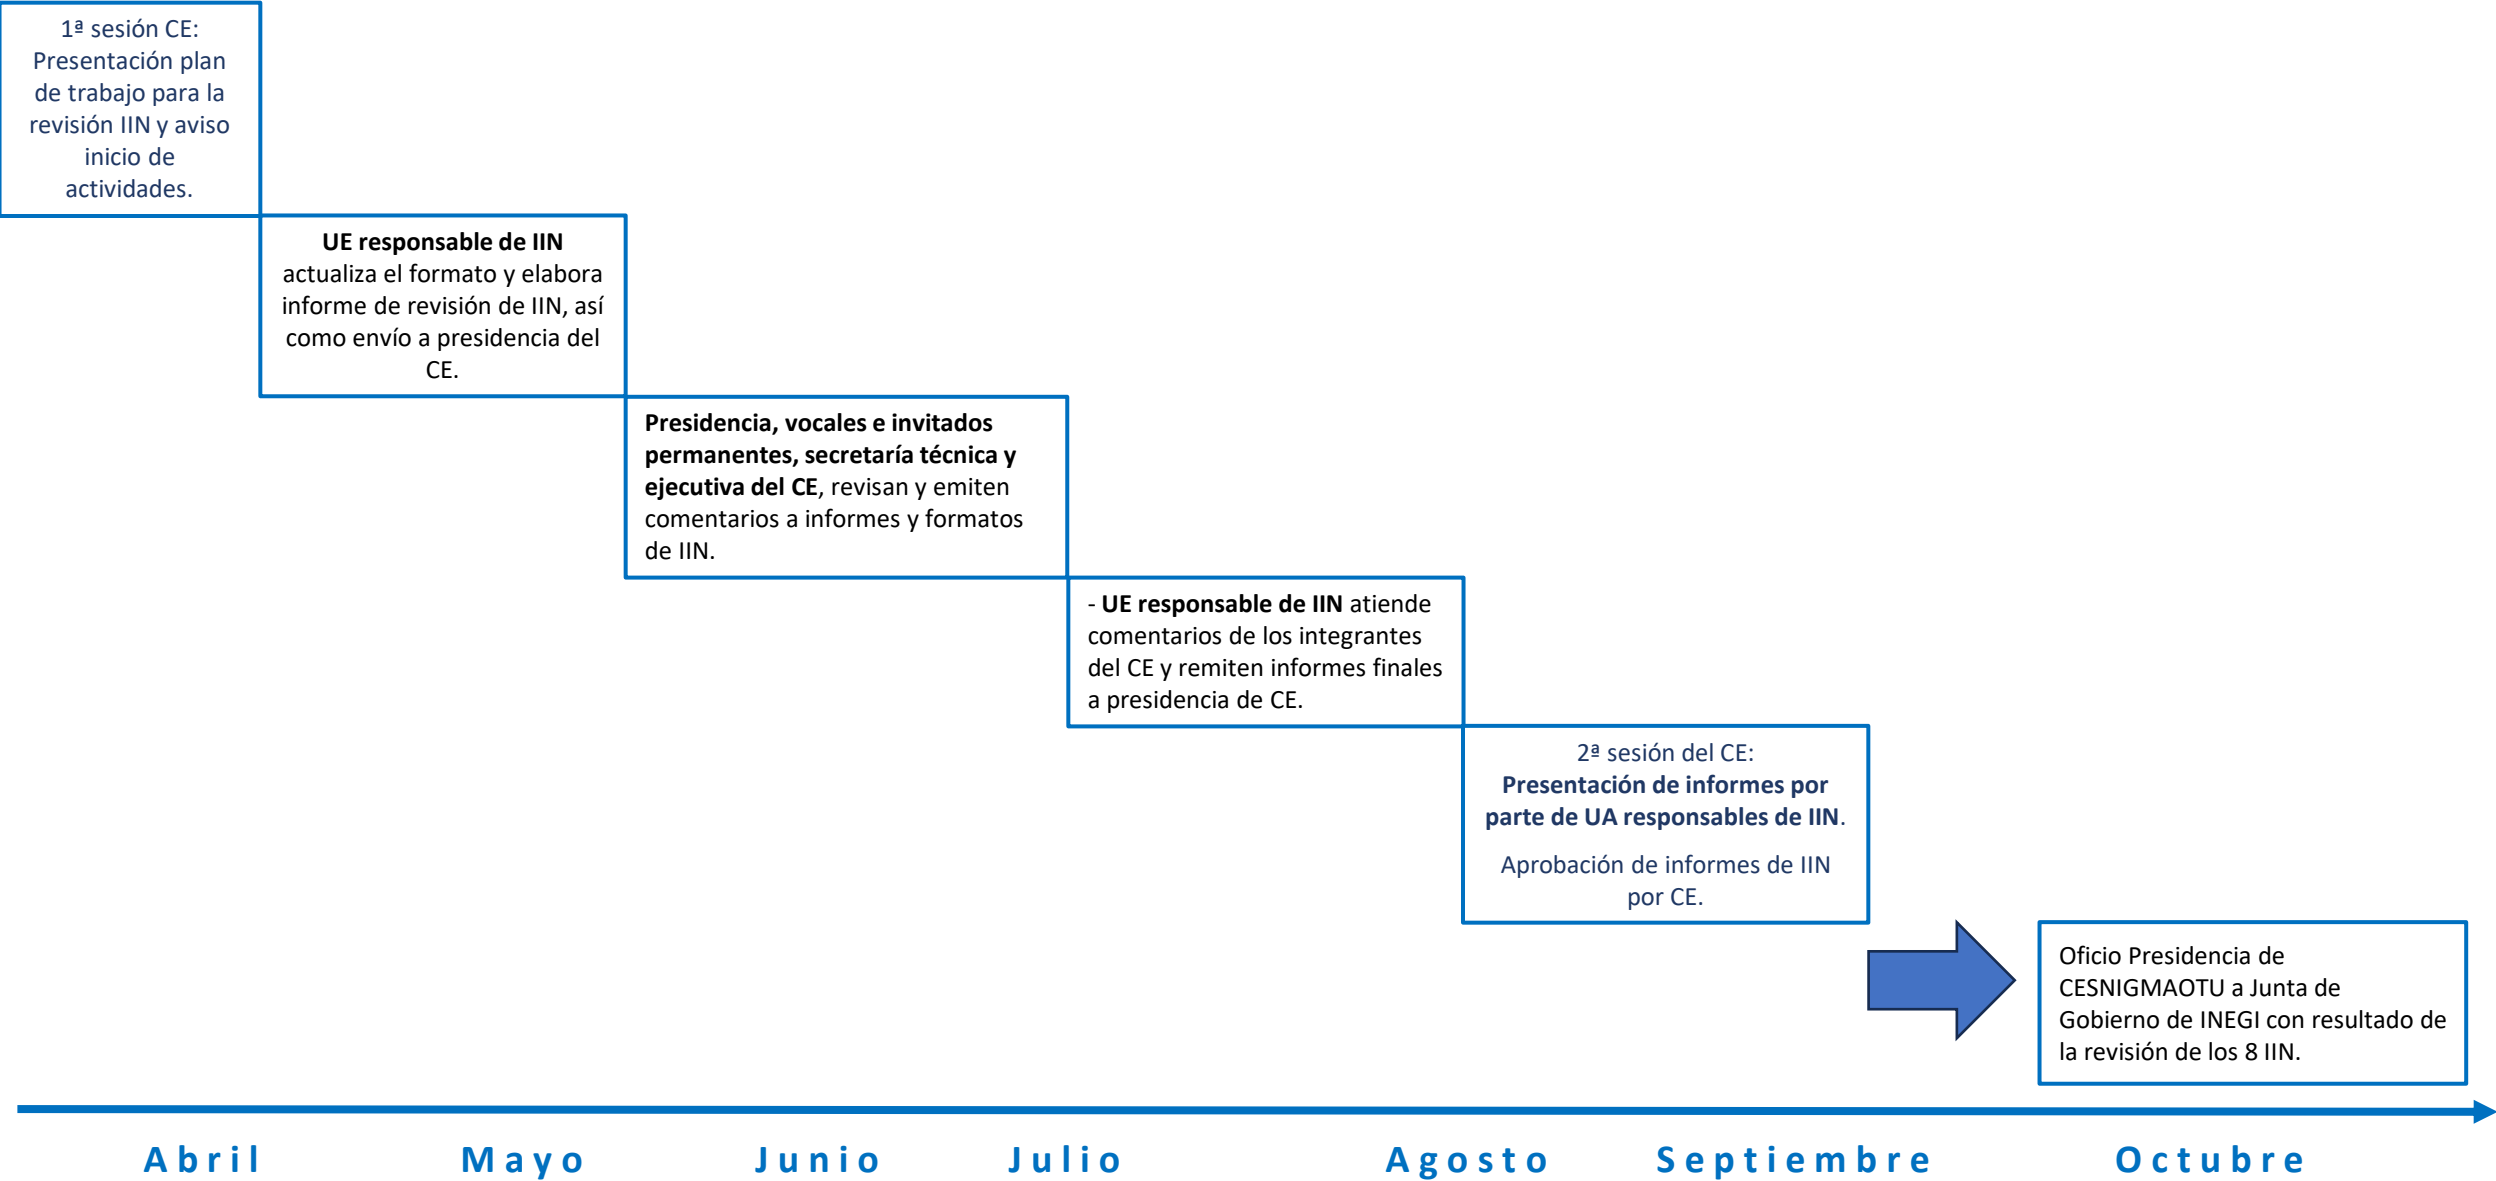 1ª sesión CE:
Presentación plan
de trabajo para la
revisión IIN y aviso
inicio de
actividades.
UE responsable de IIN
actualiza el formato y elabora
informe de revisión de IIN, así
como envío a presidencia del
CE.
Presidencia, vocales e invitados
permanentes, secretaría técnica y
ejecutiva del CE, revisan y emiten
comentarios a informes y formatos
de IIN.
- UE responsable de IIN atiende
comentarios de los integrantes
del CE y remiten informes finales
a presidencia de CE.
2ª sesión del CE:
Presentación de informes por
parte de UA responsables de IIN.
Aprobación de informes de IIN
por CE.
Oficio Presidencia de
CESNIGMAOTU a Junta de
Gobierno de INEGI con resultado de
la revisión de los 8 IIN.
Abril Mayo Junio Julio Agosto Septiembre Octubre